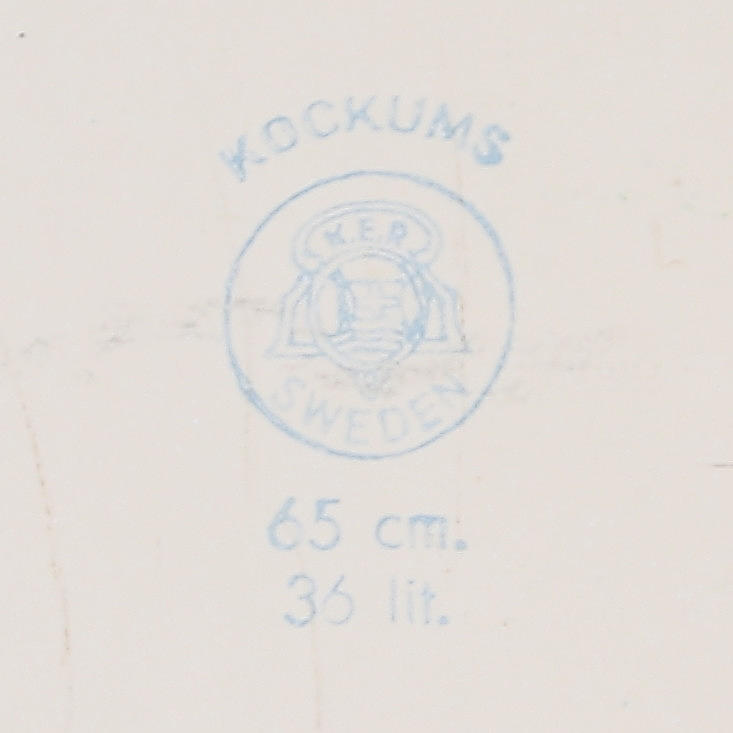 KOCKUMS
K.E.R
SWEDEN
65 cm.
36 lit.